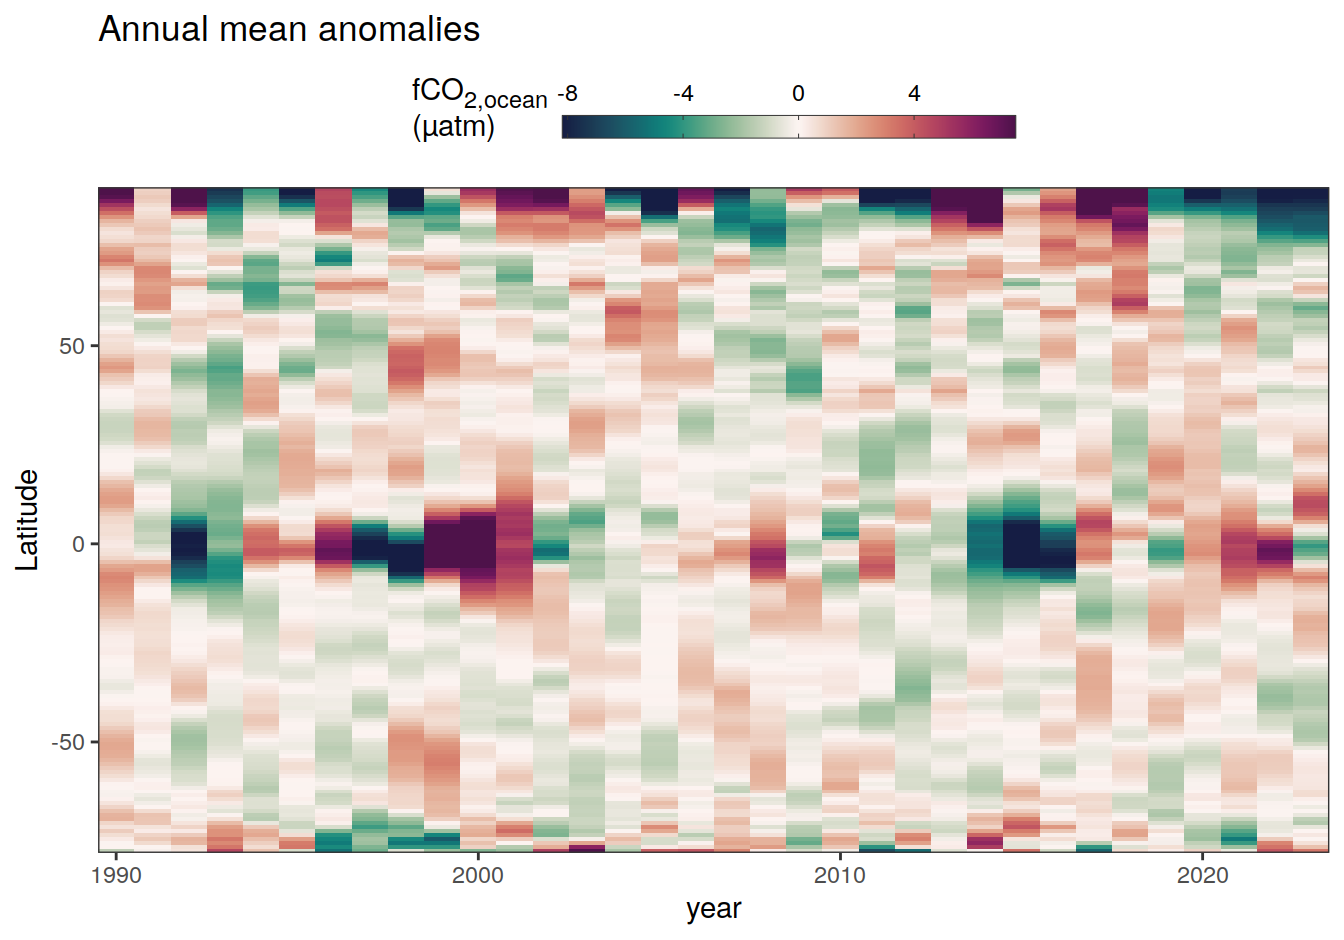 Annual mean anomalies
fCO2,ocean
(µatm)
-8 -4 0 4
Latitude
50
0
-50
1990 2000 2010 2020
year